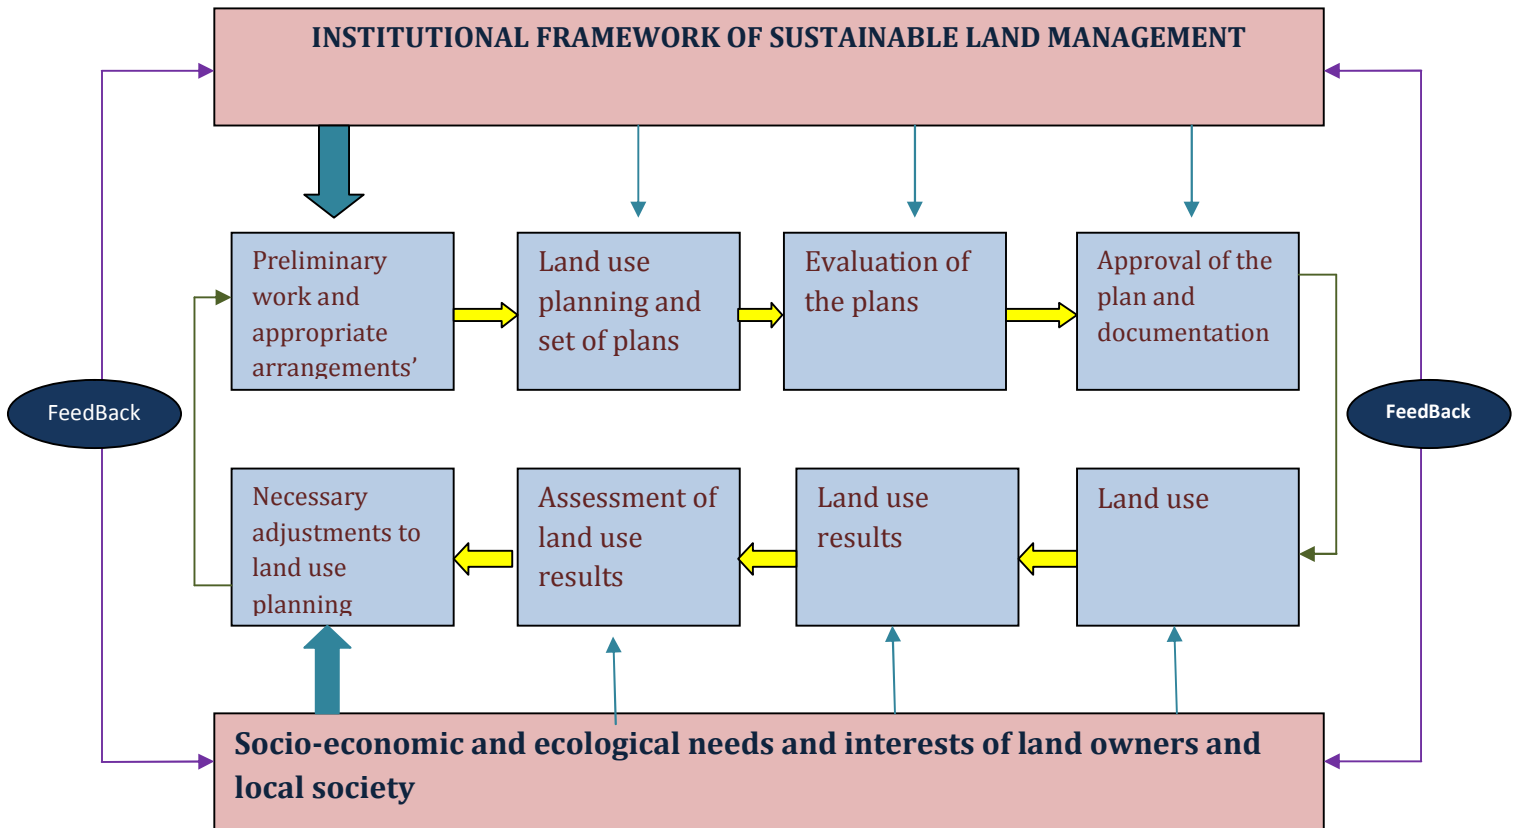 INSTITUTIONAL FRAMEWORK OF SUSTAINABLE LAND MANAGEMENT
Preliminary
work and
appropriate
arrangements’
Land use
planning and
set of plans
Evaluation of
the plans
Approval of the
plan and
documentation
FeedBack
FeedBack
Necessary
adjustments to
land use
planning
Assessment of
land use
results
Land use
results
Land use
Socio-economic and ecological needs and interests of land owners and
local society